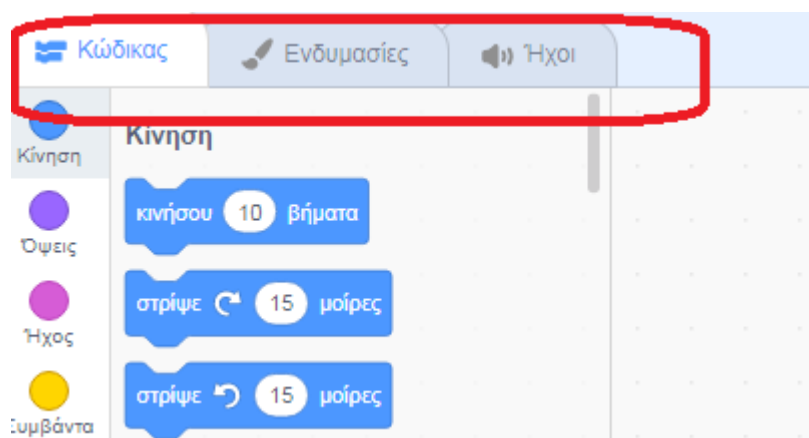 Κώδικας Ενδυμασίες Ήχοι
Κίνηση
Κίνηση
κινήσου 10 βήματα
Όψεις
στρίψε 15 μοίρες
Ήχος
στρίψε 15 μοίρες
Συμβάντα